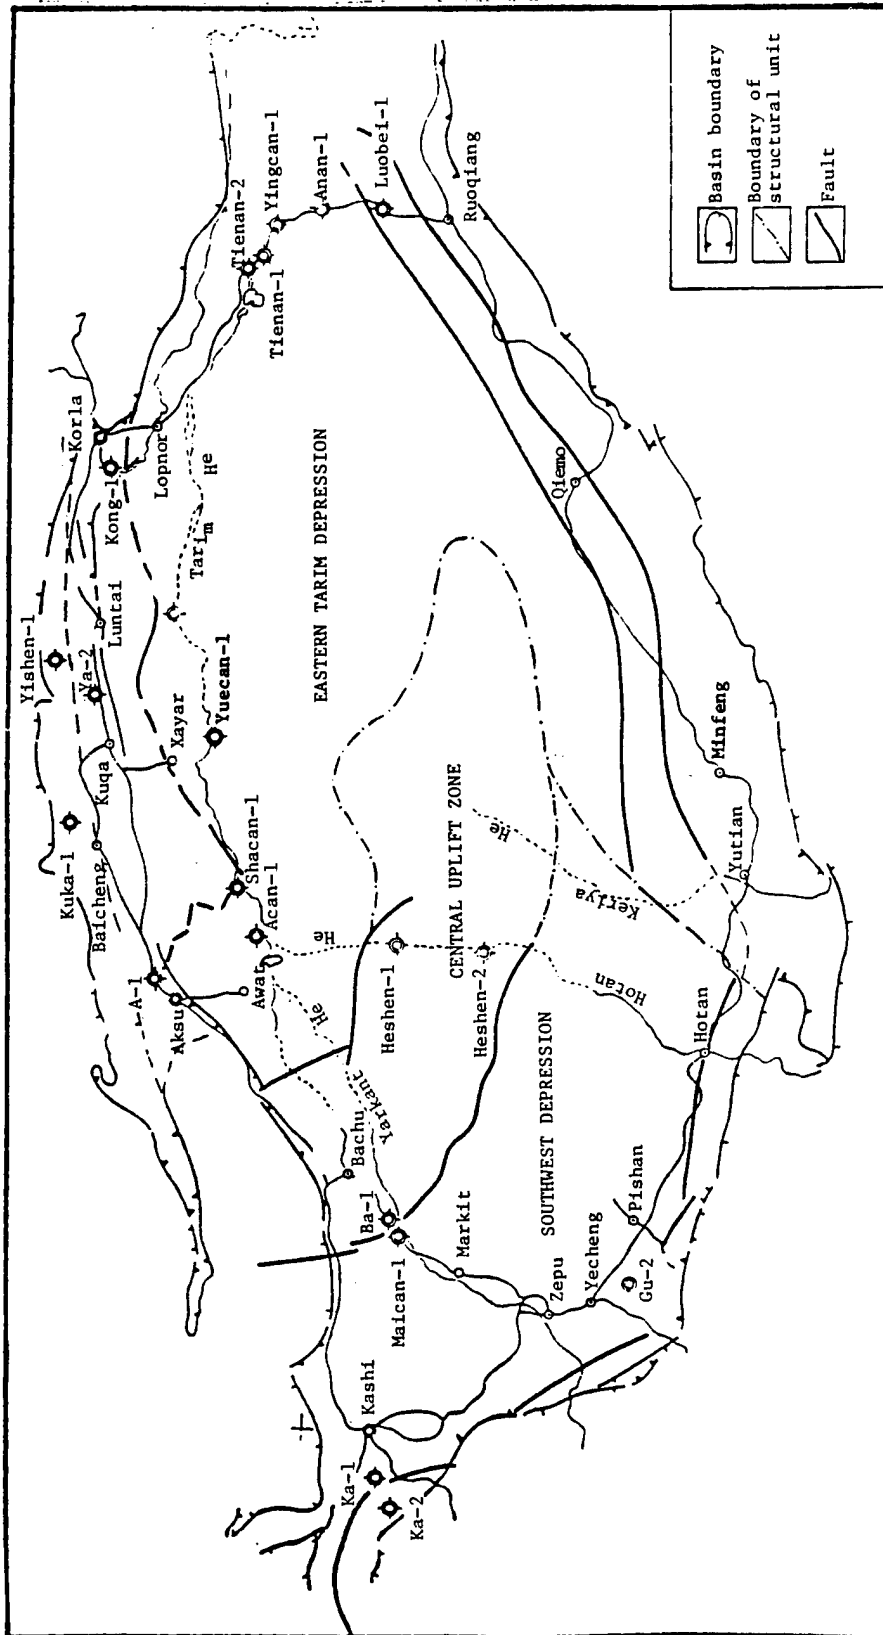 Yishen-1
Kuka-1
Ya-2
Korla
Baicheng
Kuqa
Luntai
Kong-1
A-1
Aksu
Xayar
Lopnor
Tienan-2
Yingcan-1
Anan-1
Luobei-1
Tienan-1
Ruoqiang
Shacan-1
Acan-1
Yuecan-1
Tarim
He
Awat
He
He
EASTERN TARIM DEPRESSION
Bachu
Yarkant
Heshen-1
CENTRAL UPLIFT ZONE
Heshen-2
He
Keriya
Qiemo
Kashi
Ka-1
Ka-2
Ba-1
Maican-1
Markit
SOUTHWEST DEPRESSION
Hotan
Zepu
Yecheng
Pishan
Gu-2
Hotan
Yutian
Minfeng
Basin boundary
Boundary of
structural unit
Fault